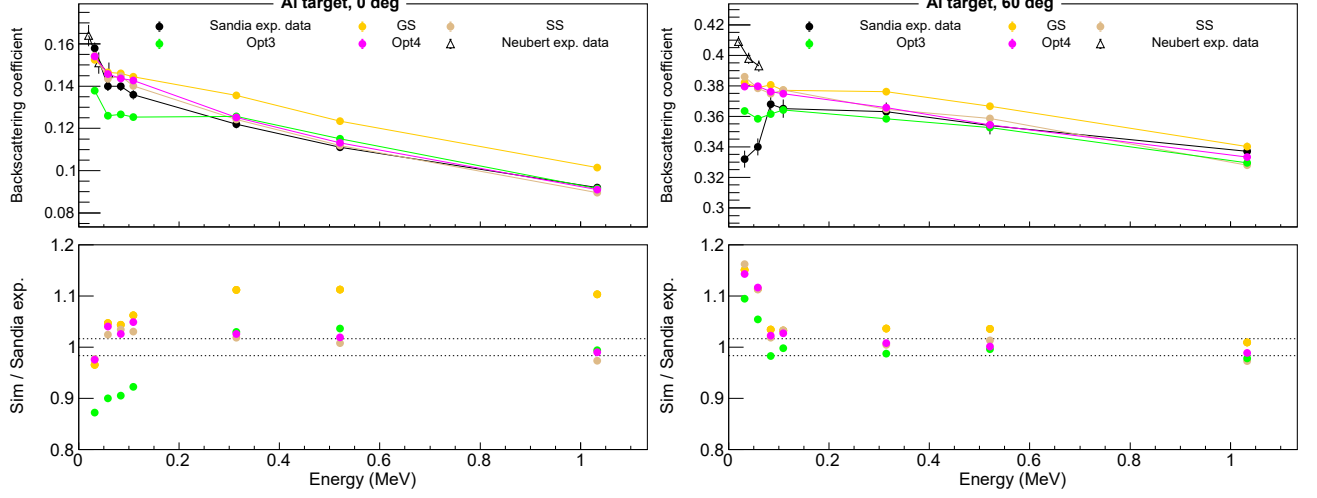 Al target, 0 deg
Sandia exp. data
GS
SS
Opt3
Opt4
Neubert exp. data
Backscattering coefficient
0.16
0.14
0.12
0.1
0.08
Sim / Sandia exp.
1.2
1.1
1
0.9
0.8
0 0.2 0.4 0.6 0.8 1
Energy (MeV)
Al target, 60 deg
Sandia exp. data
GS
SS
Opt3
Opt4
Neubert exp. data
Backscattering coefficient
0.42
0.4
0.38
0.36
0.34
0.32
0.3
Sim / Sandia exp.
1.2
1.1
1
0.9
0.8
0 0.2 0.4 0.6 0.8 1
Energy (MeV)